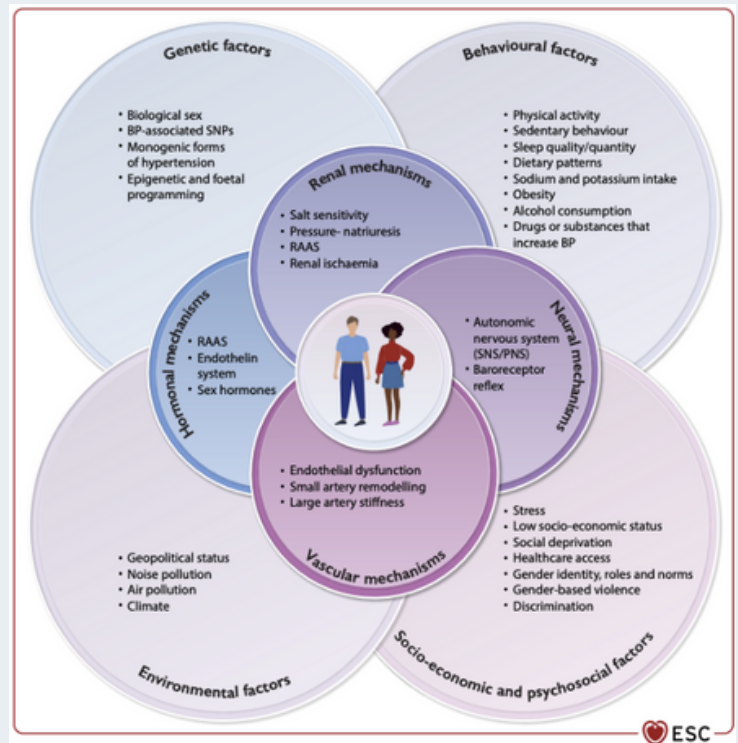 Genetic factors
• Biological sex
• BP-associated SNPs
• Monogenic forms
of hypertension
• Epigenetic and foetal
programming
Behavioural factors
• Physical activity
• Sedentary behaviour
• Sleep quality/quantity
• Dietary patterns
• Sodium and potassium intake
• Obesity
• Alcohol consumption
• Drugs or substances that
increase BP
Renal mechanisms
• Salt sensitivity
• Pressure- natriuresis
• RAAS
• Renal ischaemia
Hormonal mechanisms
• RAAS
• Endothelin
system
• Sex hormones
Neural mechanisms
• Autonomic
nervous system
(SNS/PNS)
• Baroreceptor
reflex
• Endothelial dysfunction
• Small artery remodelling
• Large artery stiffness
Vascular mechanisms
• Geopolitical status
• Noise pollution
• Air pollution
• Climate
Environmental factors
• Stress
• Low socio-economic status
• Social deprivation
• Healthcare access
• Gender identity, roles and norms
• Gender-based violence
• Discrimination
Socio-economic and psychosocial factors
ESC